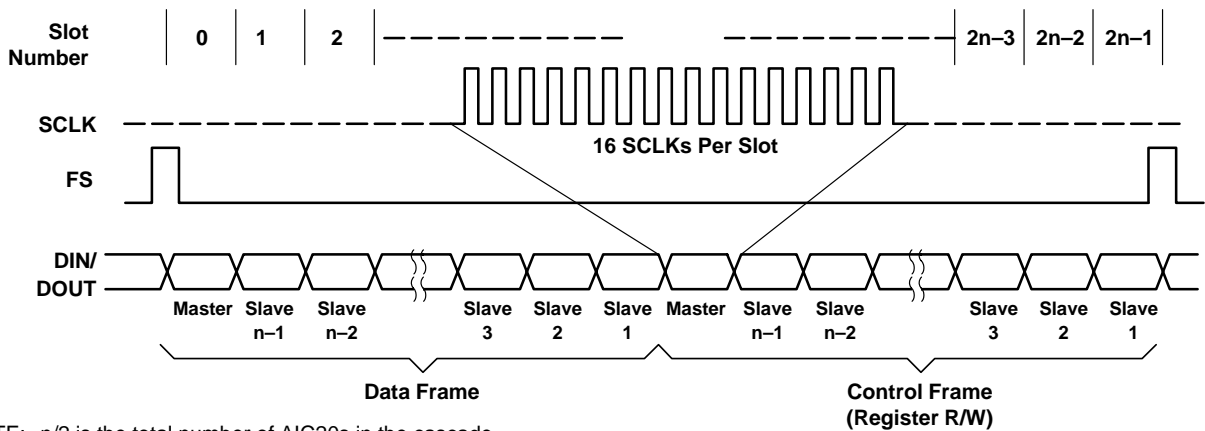 Slot
Number
0 1 2 2n–3 2n–2 2n–1
SCLK
16 SCLKs Per Slot
FS
DIN/
DOUT
Master Slave Slave Slave Slave Slave Master Slave Slave Slave Slave Slave
n–1 n–2 3 2 1 n–1 n–2 3 2 1
Data Frame Control Frame
(Register R/W)
n/2 is the total number of AIC20s in the cascade